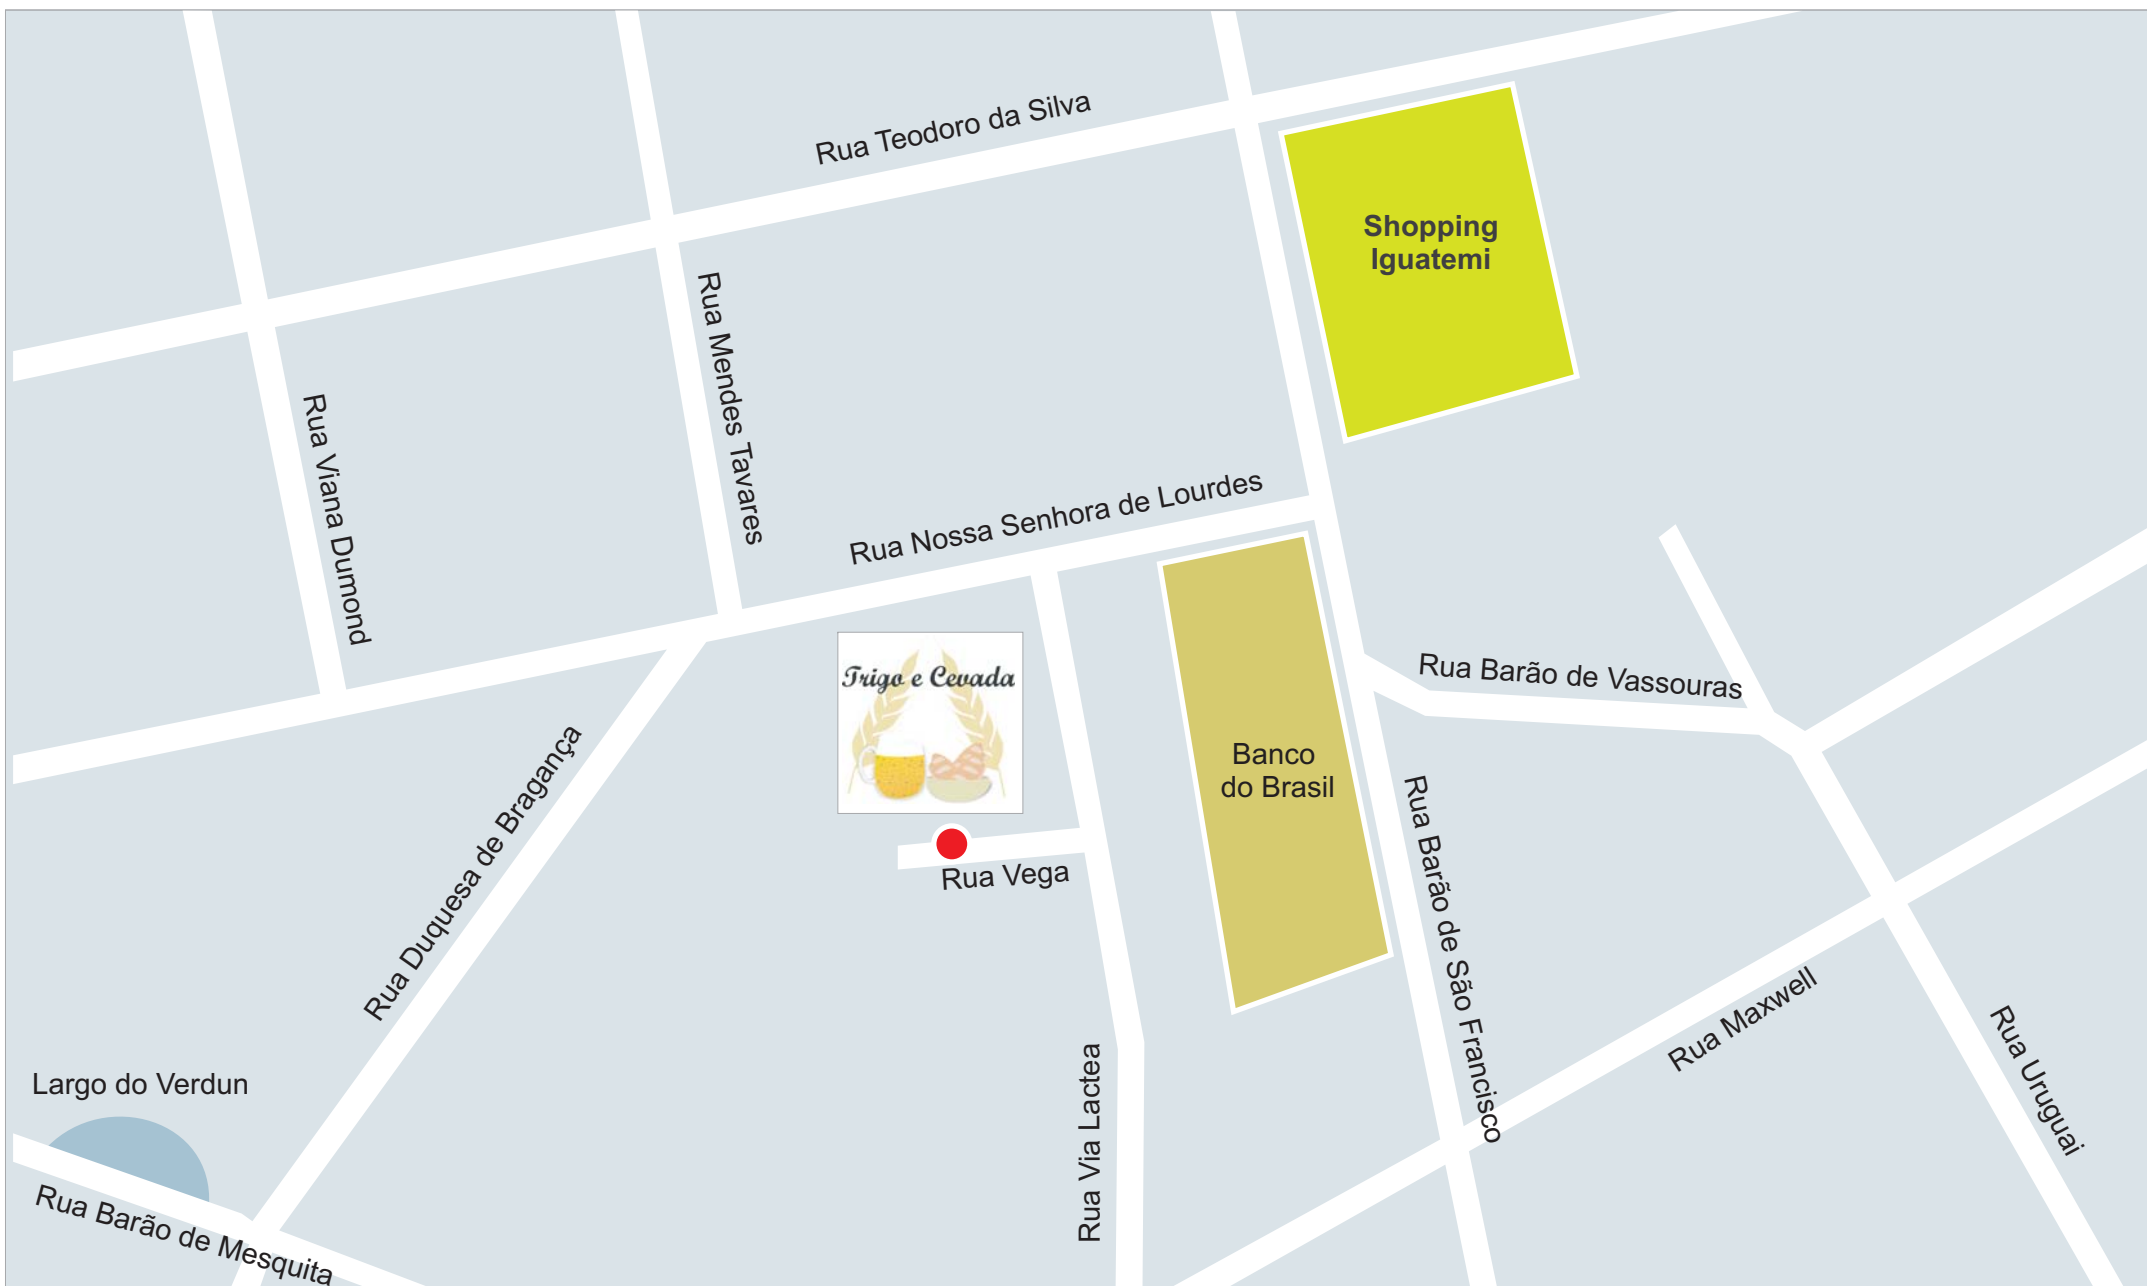 Rua Teodoro da Silva
Shopping
Iguatemi
Rua Mendes Tavares
Rua Viana Dumond
Rua Nossa Senhora de Lourdes
Trigo e Cevada
Rua Barão de Vassouras
Banco
do Brasil
Rua Duquesa de Bragança
Rua Vega
Rua Barão de São Francisco
Rua Maxwell
Rua Uruguai
Largo do Verdun
Rua Via Lactea
Rua Barão de Mesquita